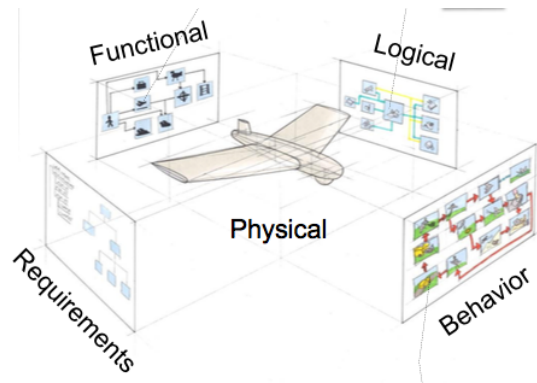 Functional
Logical
Physical
Requirements
Behavior